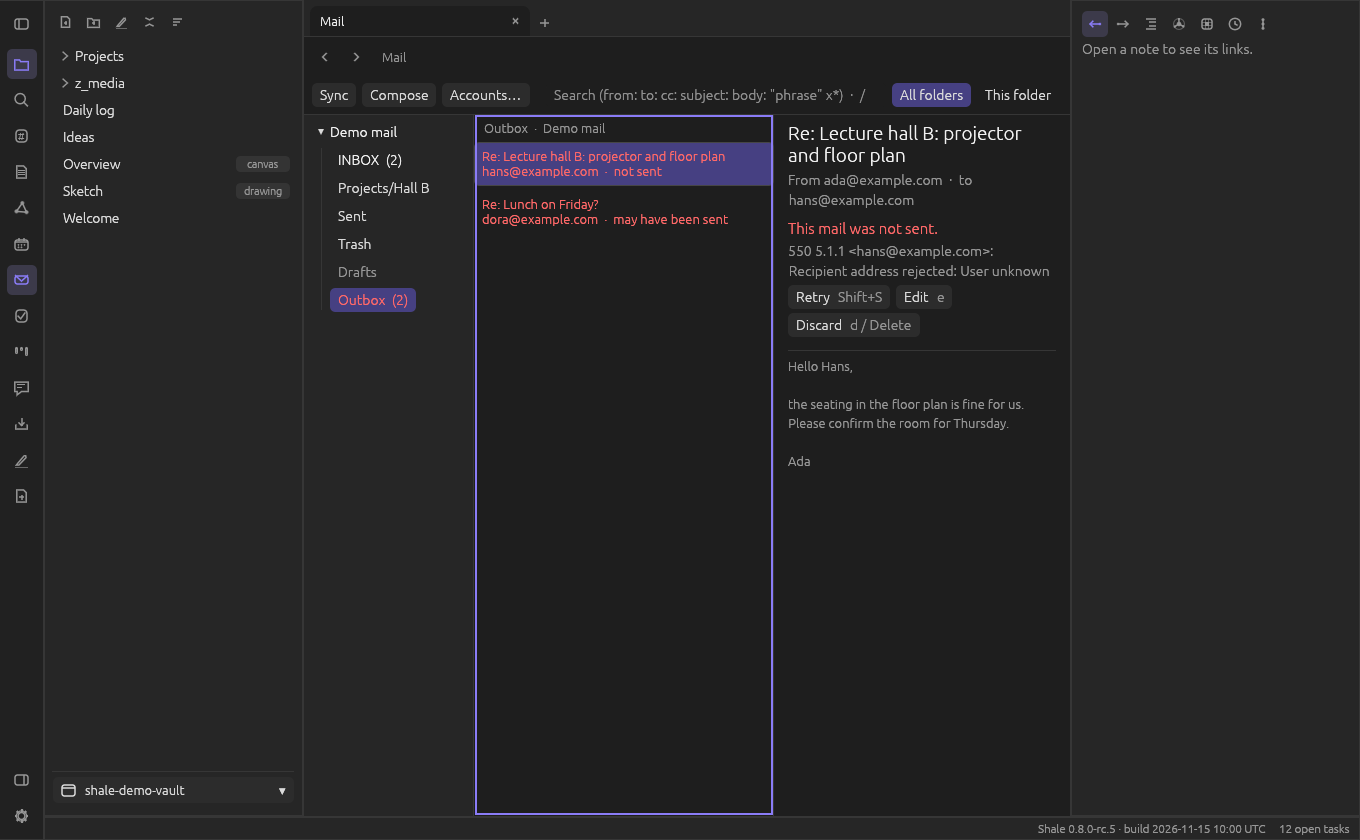 Projects
z_media
Daily log
Ideas
Overview canvas
Sketch drawing
Welcome
shale-demo-vault
Mail
Mail
Sync Compose Accounts… Search (from: to: cc: subject: body: "phrase" x*) · / All folders This folder
Demo mail
INBOX (2)
Projects/Hall B
Sent
Trash
Drafts
Outbox (2)
Outbox · Demo mail
Re: Lecture hall B: projector and floor plan
hans@example.com · not sent
Re: Lunch on Friday?
dora@example.com · may have been sent
Re: Lecture hall B: projector
and floor plan
From ada@example.com · to
hans@example.com
This mail was not sent.
550 5.1.1 <hans@example.com>:
Recipient address rejected: User unknown
Retry Shift+S Edit e
Discard d / Delete
Hello Hans,
the seating in the floor plan is fine for us.
Please confirm the room for Thursday.
Ada
Open a note to see its links.
Shale 0.8.0-rc.5 · build 2026-11-15 10:00 UTC 12 open tasks